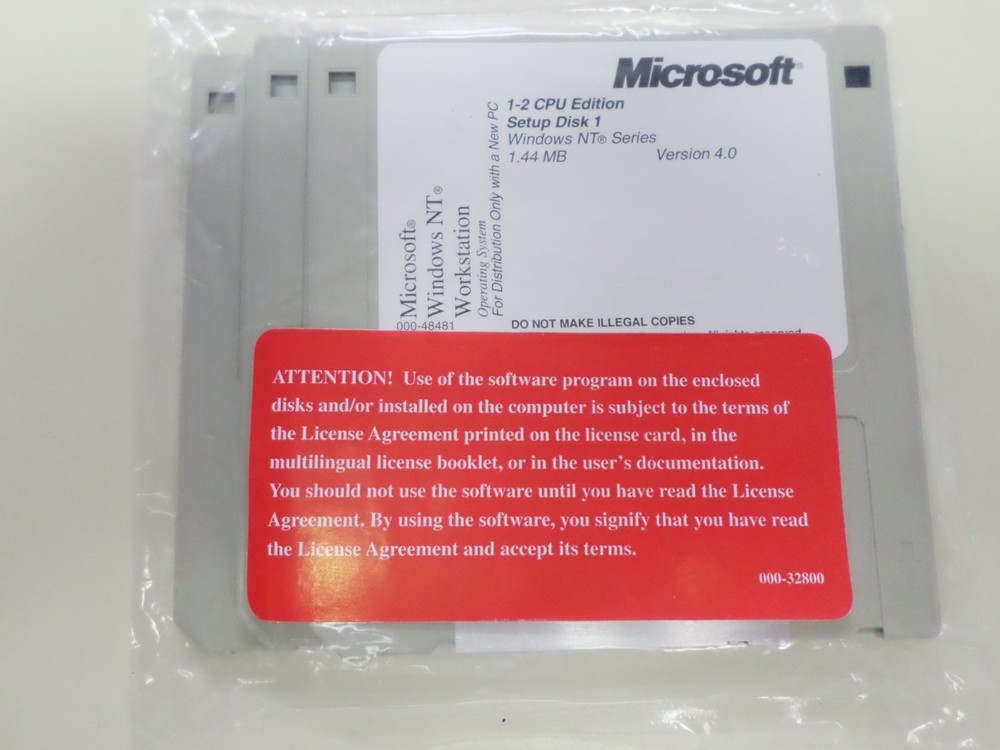 Microsoft
1-2 CPU Edition
Setup Disk 1
Windows NT® Series
1.44 MB Version 4.0
Microsoft®
Windows NT®
Workstation
Operating System
For Distribution Only with a New PC
000-48481
DO NOT MAKE ILLEGAL COPIES
All rights reserved
ATTENTION! Use of the software program on the enclosed
disks and/or installed on the computer is subject to the terms of
the License Agreement printed on the license card, in the
multilingual license booklet, or in the user's documentation.
You should not use the software until you have read the License
Agreement. By using the software, you signify that you have read
the License Agreement and accept its terms.
000-32800